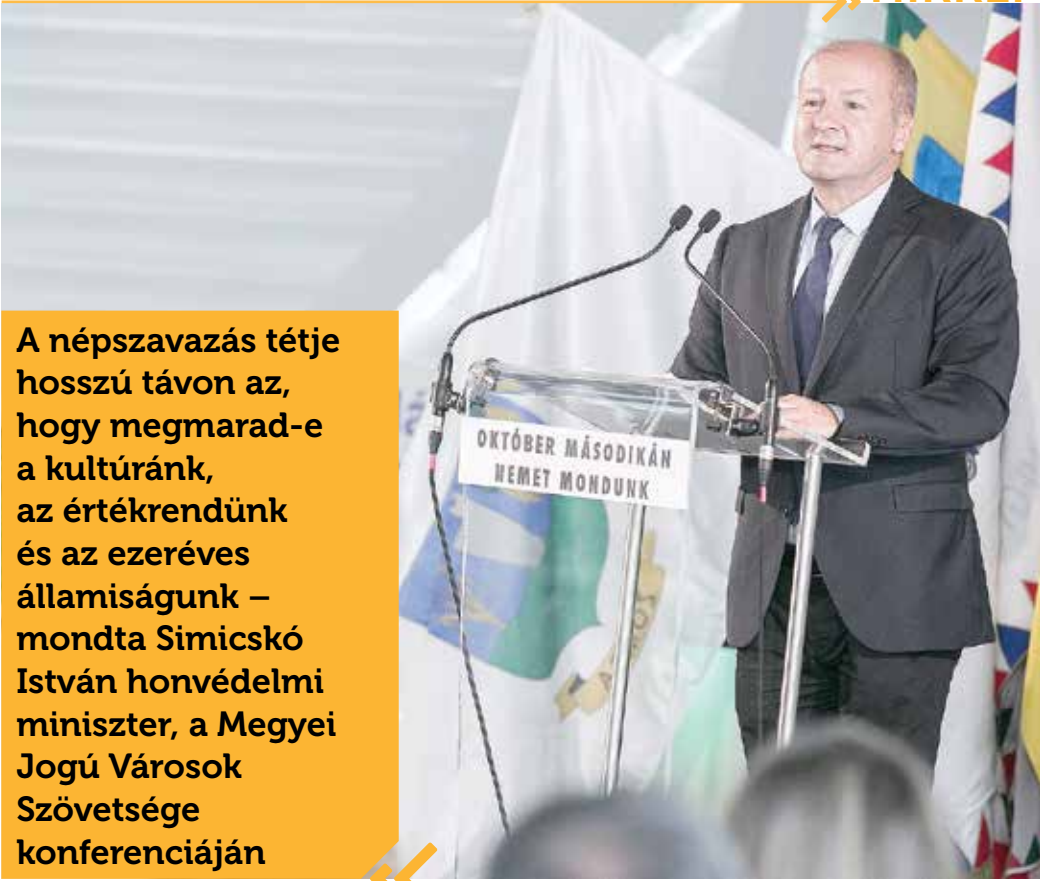 A népszavazás tétje
hosszú távon az,
hogy megmarad-e
a kultúránk,
az értékrendünk
és az ezeréves
államiságunk –
mondta Simicskó
István honvédelmi
miniszter, a Megyei
Jogú Városok
Szövetsége
konferenciáján
OKTÓBER MÁSODIKÁN
NEMET MONDUNK